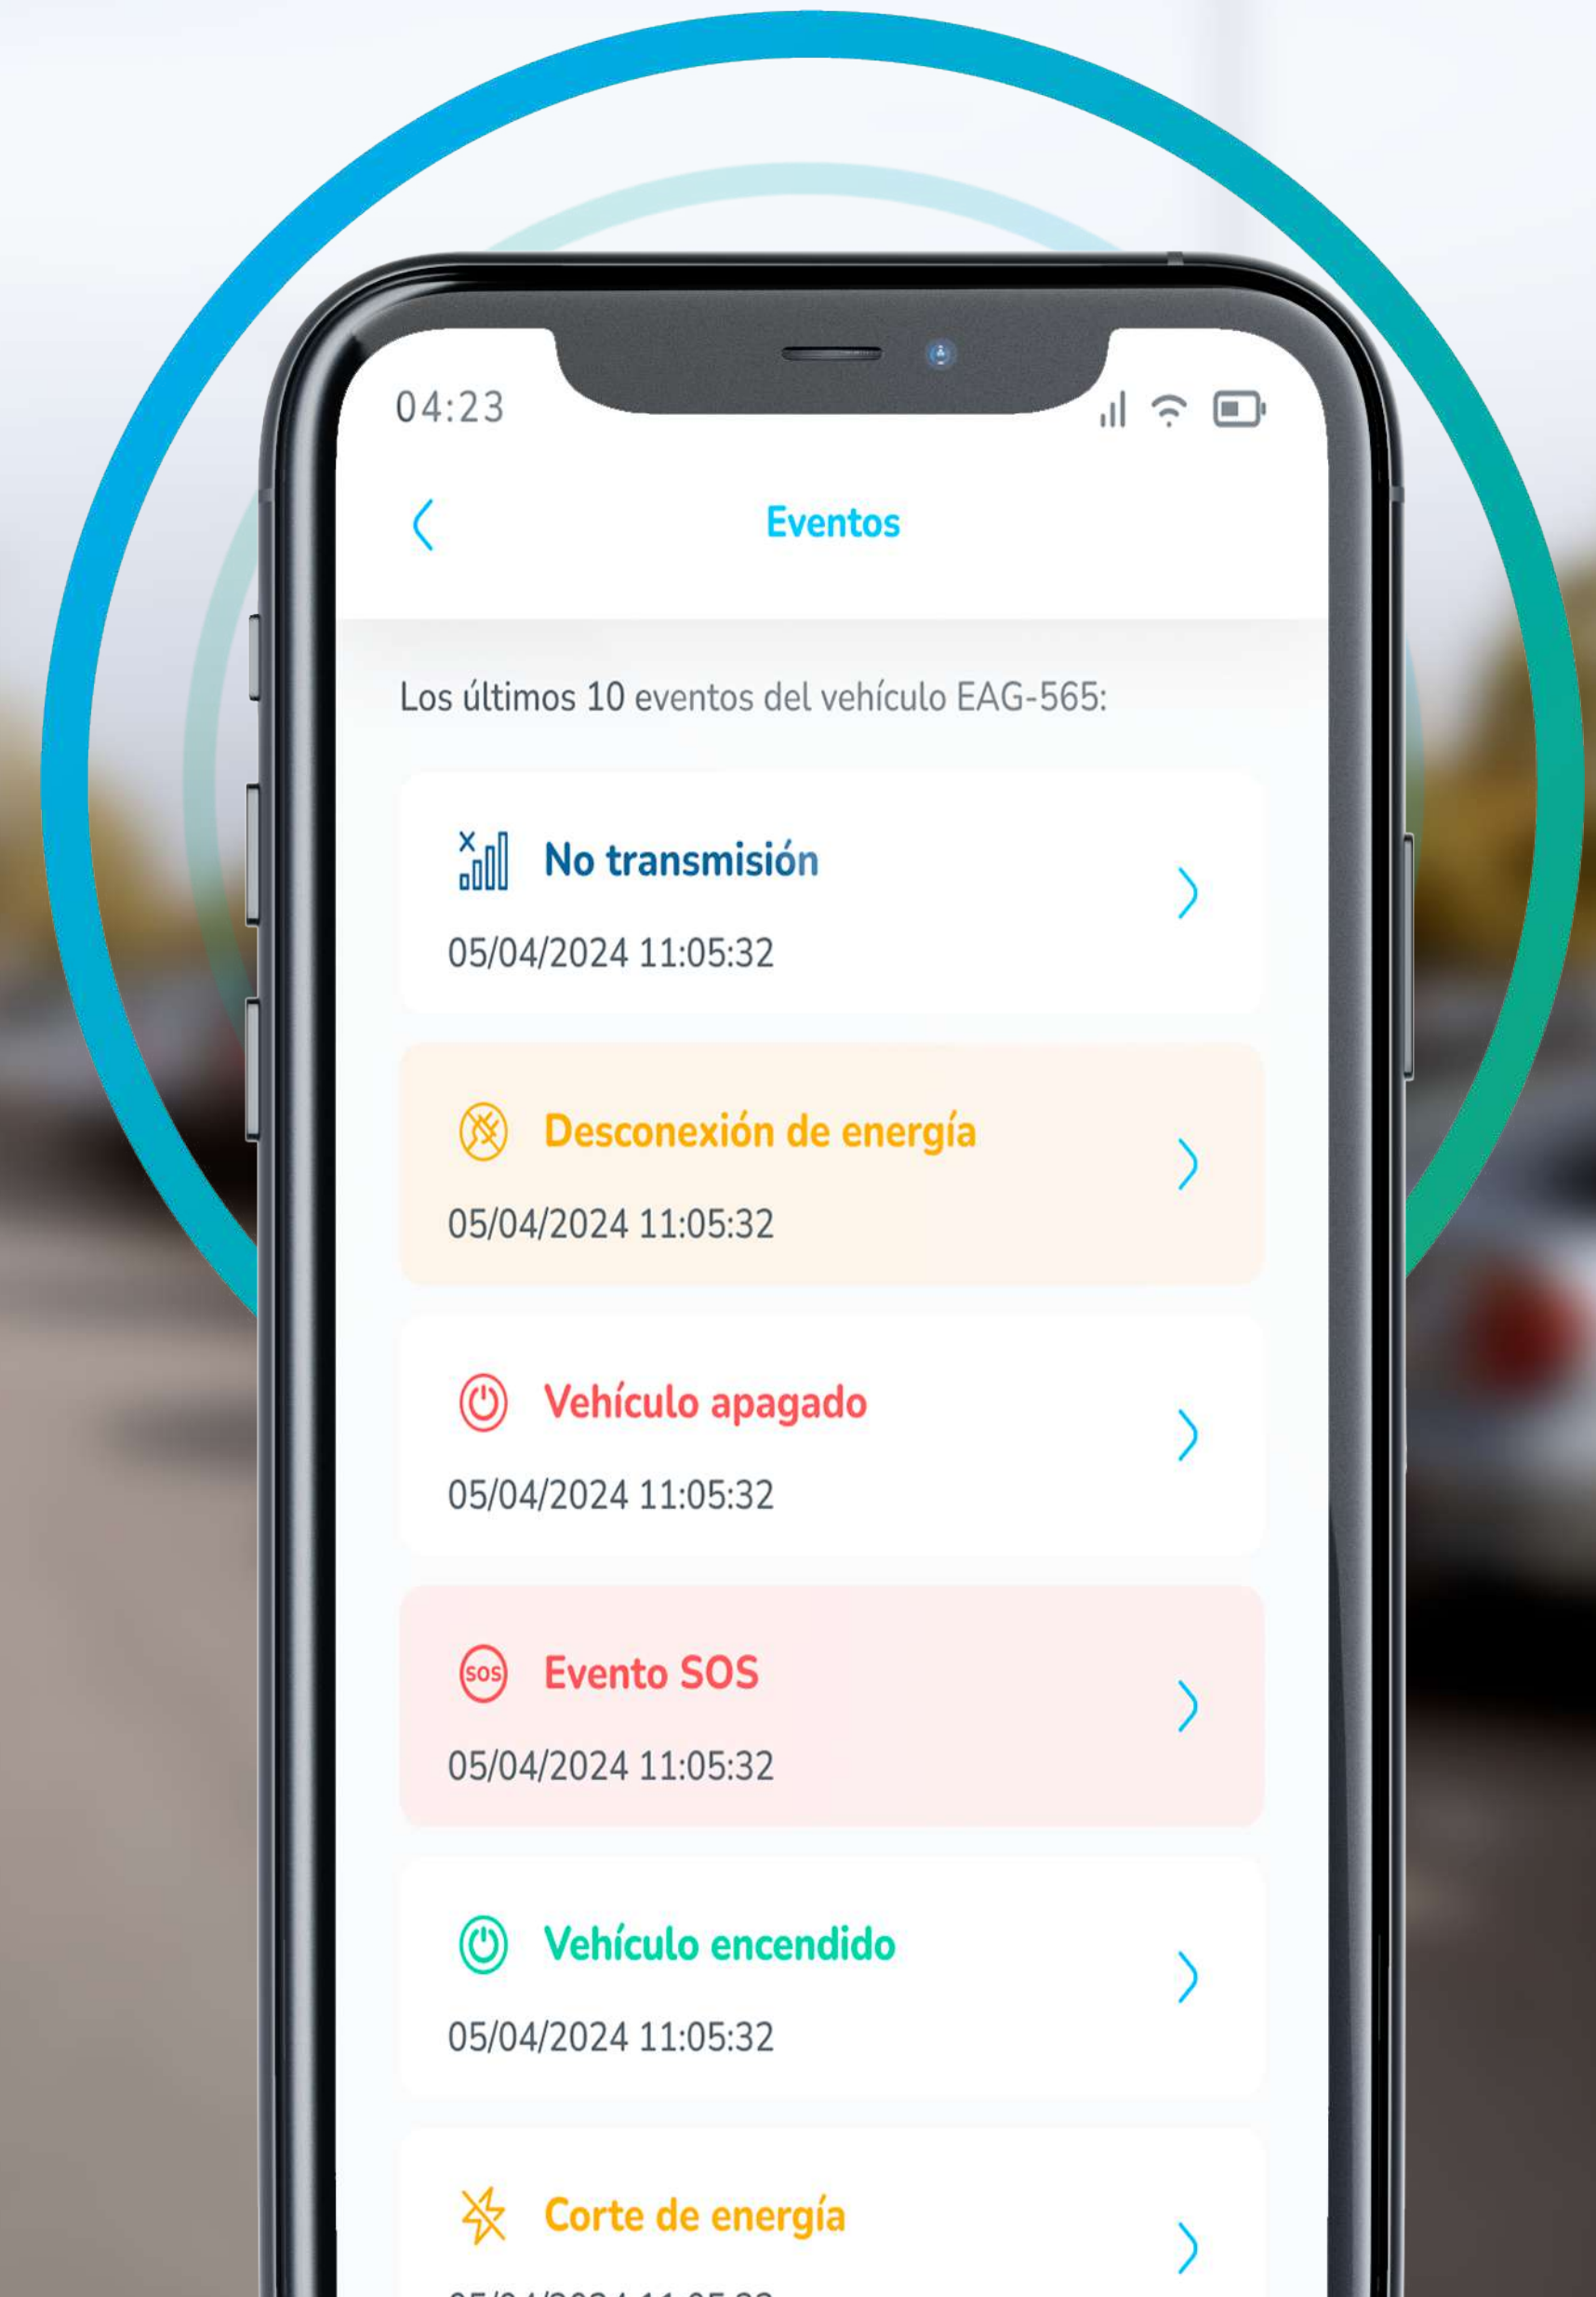 04:23
Eventos
Los últimos 10 eventos del vehículo EAG-565:
No transmisión
05/04/2024 11:05:32
Desconexión de energía
05/04/2024 11:05:32
Vehículo apagado
05/04/2024 11:05:32
SOS Evento SOS
05/04/2024 11:05:32
Vehículo encendido
05/04/2024 11:05:32
Corte de energía